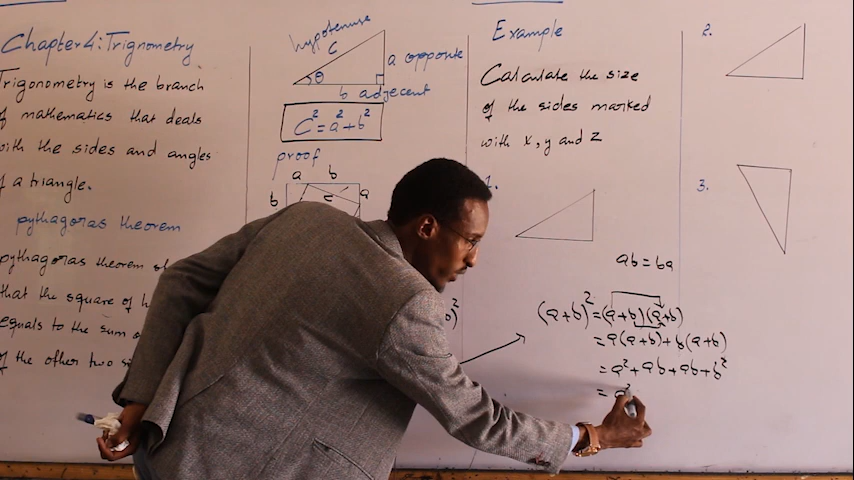 Chapter 4: Trignometry
Trigonometry is the branch
of mathematics that deals
with the sides and angles
of a triangle.
pythagoras theorem
pythagoras theorem
that the square of
equals to the sum
of the other two
hypotenuse
c
a opposite
θ
b adjecent
C² = a² + b²
proof
a b
b c a
)²
Example
Calculate the size
of the sides marked
with x, y and z
1.
ab = ba
(a+b)² = (a+b)(a+b)
= a(a+b)+b(a+b)
= a²+ab+ab+b²
= a²
2.
3.